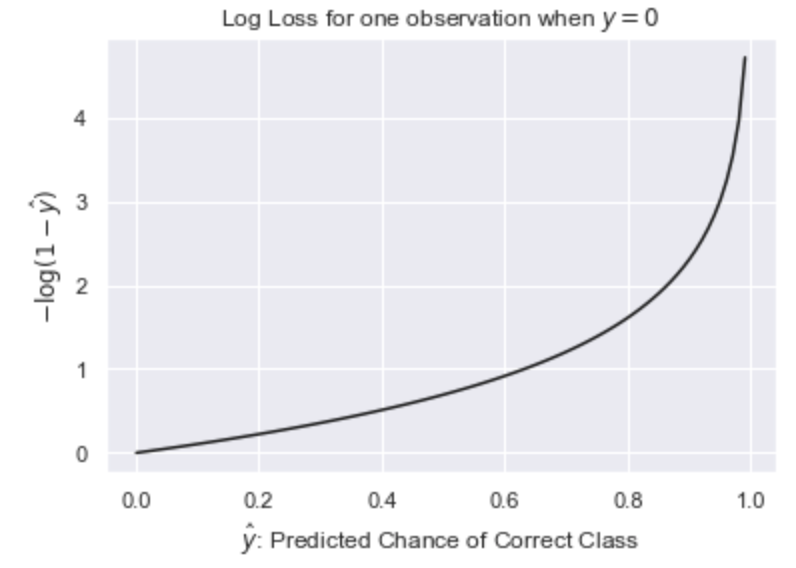 Log Loss for one observation when y = 0
−log(1 − ŷ)
4
3
2
1
0
0.0 0.2 0.4 0.6 0.8 1.0
ŷ: Predicted Chance of Correct Class